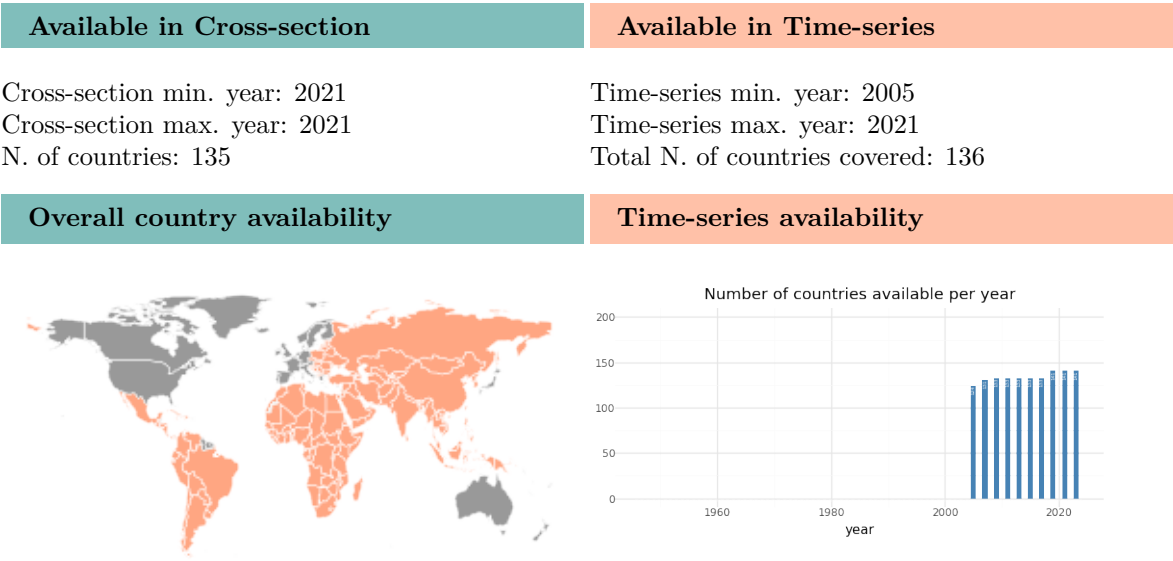 Available in Cross-section
Available in Time-series
Cross-section min. year: 2021
Cross-section max. year: 2021
N. of countries: 135
Time-series min. year: 2005
Time-series max. year: 2021
Total N. of countries covered: 136
Overall country availability
Time-series availability
Number of countries available per year
200
150
100
50
0
1960
1980
2000
2020
year